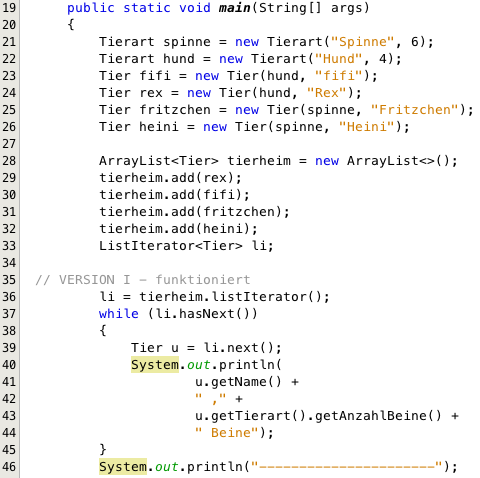 19 public static void main(String[] args)
20 {
21 Tierart spinne = new Tierart("Spinne", 6);
22 Tierart hund = new Tierart("Hund", 4);
23 Tier fifi = new Tier(hund, "fifi");
24 Tier rex = new Tier(hund, "Rex");
25 Tier fritzchen = new Tier(spinne, "Fritzchen");
26 Tier heini = new Tier(spinne, "Heini");
27
28 ArrayList<Tier> tierheim = new ArrayList<>();
29 tierheim.add(rex);
30 tierheim.add(fifi);
31 tierheim.add(fritzchen);
32 tierheim.add(heini);
33 ListIterator<Tier> li;
34
35 // VERSION I – funktioniert
36 li = tierheim.listIterator();
37 while (li.hasNext())
38 {
39 Tier u = li.next();
40 System.out.println(
41 u.getName() +
42 " ," +
43 u.getTierart().getAnzahlBeine() +
44 " Beine");
45 }
46 System.out.println("----------------------");